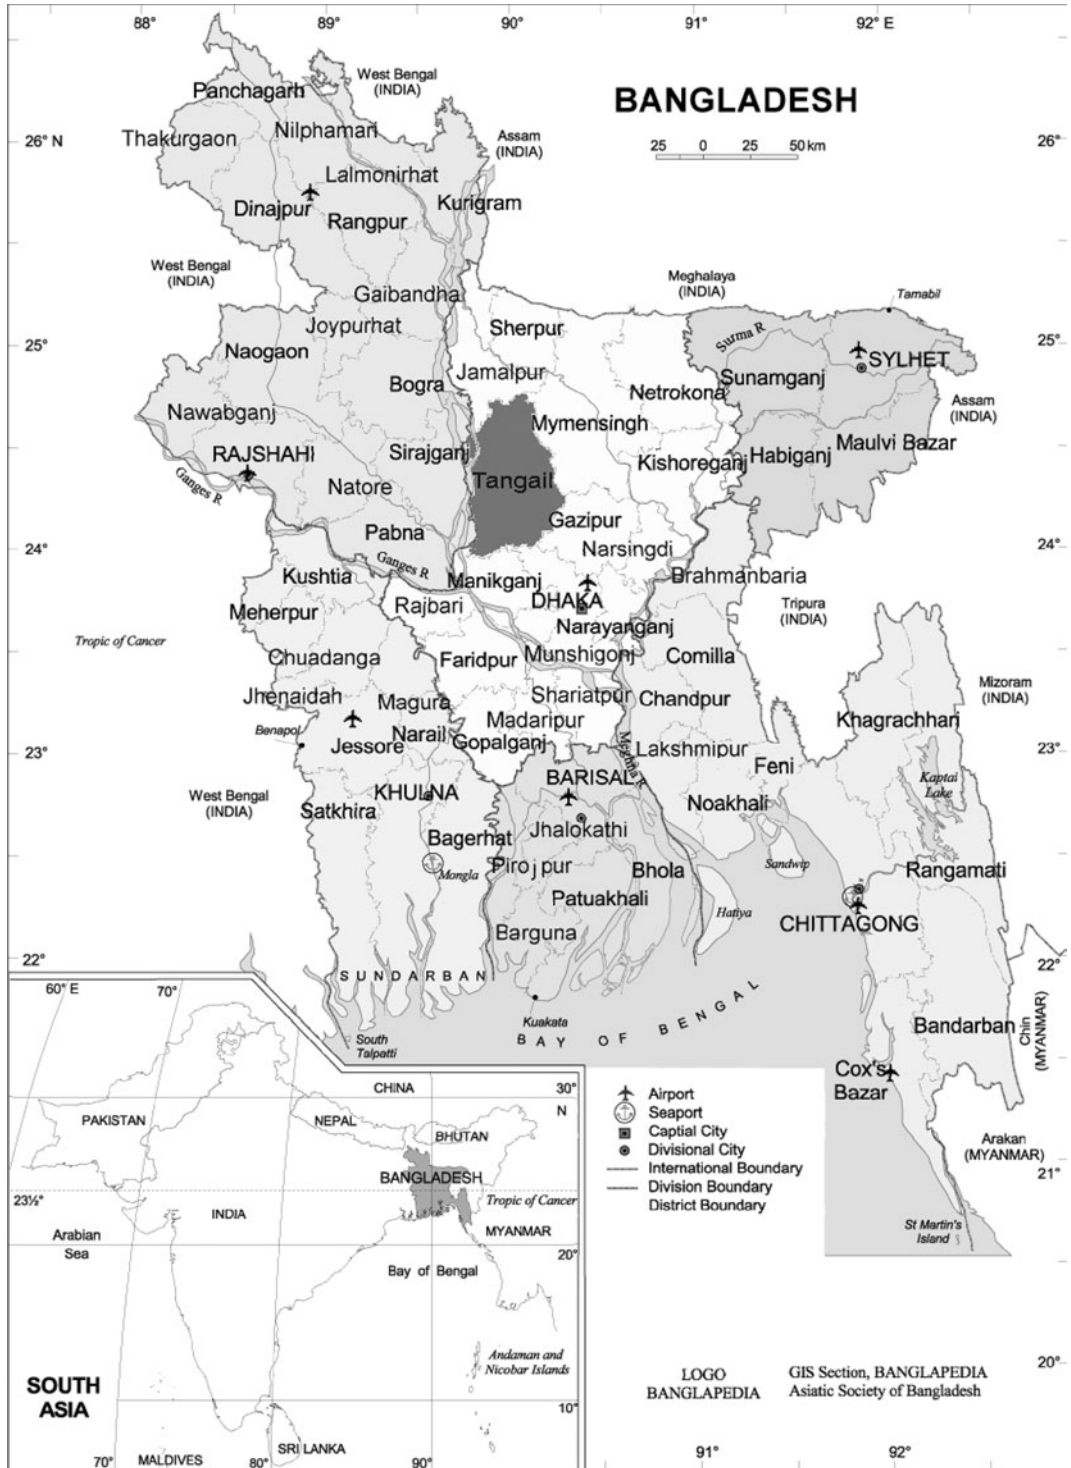 88°
89°
90°
91°
92° E
West Bengal
(INDIA)
BANGLADESH
Panchagarh
26° N
Thakurgaon
Nilphamari
Assam
(INDIA)
25
0
25
50 km
26°
Lalmonirhat
Kurigram
Dinajpur
Rangpur
West Bengal
(INDIA)
Meghalaya
(INDIA)
Gaibandha
Tamabil
Joypurhat
Sherpur
Surma R
25°
Naogaon
SYLHET
25°
Jamalpur
Sunamganj
Bogra
Netrokona
Assam
(INDIA)
Nawabganj
Mymensingh
RAJSHAHI
Sirajganj
Kishoreganj
Habiganj
Maulvi Bazar
Ganges R
Natore
Tangail
Pabna
Gazipur
24°
Narsingdi
24°
Ganges R
Kushtia
Manikganj
Brahmanbaria
DHAKA
Meherpur
Rajbari
Tripura
(INDIA)
Narayanganj
Tropic of Cancer
Chuadanga
Faridpur
Munshigonj
Comilla
Mizoram
(INDIA)
Jhenaidah
Magura
Shariatpur
Chandpur
Benapol
Madaripur
Khagrachhari
Jessore
Narail
Gopalganj
23°
Lakshmipur
23°
Meghna R
Feni
West Bengal
(INDIA)
KHULNA
BARISAL
Kaptai
Lake
Satkhira
Noakhali
Bagerhat
Jhalokathi
Mongla
Pirojpur
Bhola
Sandwip
Rangamati
Patuakhali
Hatiya
CHITTAGONG
Barguna
22°
SUNDARBAN
22°
Kuakata
BAY OF BENGAL
Bandarban
Chin
(MYANMAR)
South
Talpatti
Cox's
Bazar
60° E
70°
CHINA
30°
N
PAKISTAN
NEPAL
BHUTAN
BANGLADESH
23½°
INDIA
Tropic of Cancer
Arabian
Sea
MYANMAR
20°
Bay of Bengal
Andaman and
Nicobar Islands
SOUTH
ASIA
10°
SRI LANKA
MALDIVES
70°
80°
90°
Airport
Seaport
Captial City
Divisional City
International Boundary
Division Boundary
District Boundary
Arakan
(MYANMAR)
21°
St Martin's
Island
20°
LOGO
BANGLAPEDIA
GIS Section, BANGLAPEDIA
Asiatic Society of Bangladesh
91°
92°